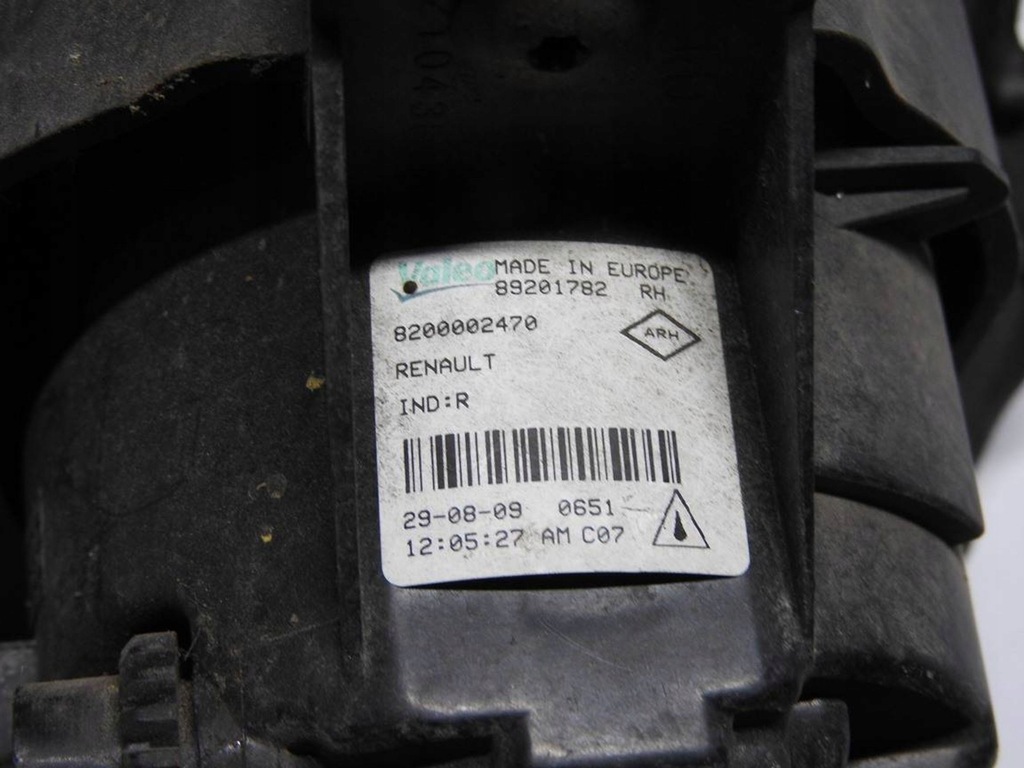 Valeo MADE IN EUROPE
89201782 RH
8200002470
ARH
RENAULT
IND:R
29-08-09 0651
12:05:27 AM C07